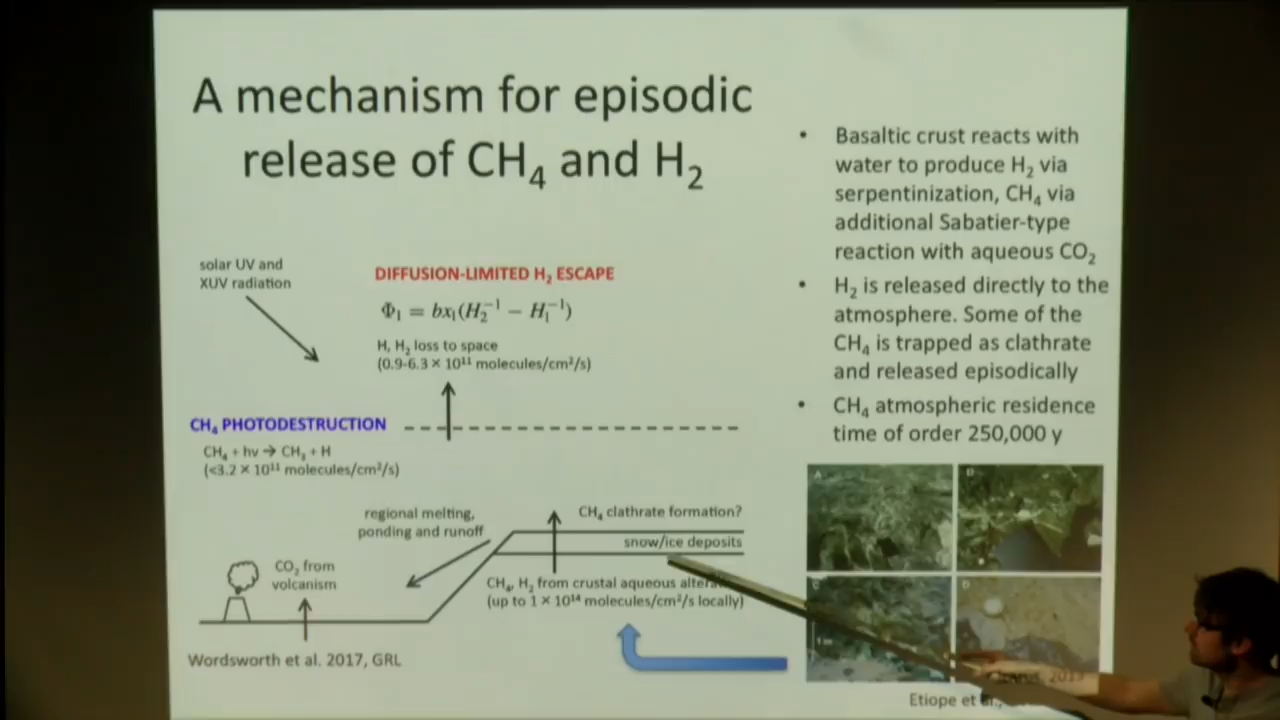 A mechanism for episodic
release of CH₄ and H₂
solar UV and
XUV radiation
DIFFUSION-LIMITED H₂ ESCAPE
Φ₁ = bx₁(H₂⁻¹ − H₁⁻¹)
H, H₂ loss to space
(0.9-6.3 × 10¹¹ molecules/cm²/s)
CH₄ PHOTODESTRUCTION
CH₄ + hν → CH₃ + H
(<3.2 × 10¹¹ molecules/cm²/s)
regional melting,
ponding and runoff
CH₄ clathrate formation?
snow/ice deposits
CO₂ from
volcanism
CH₄, H₂ from crustal aqueous
(up to 1 × 10¹⁴ molecules/cm²/s locally)
Wordsworth et al. 2017, GRL
• Basaltic crust reacts with
water to produce H₂ via
serpentinization, CH₄ via
additional Sabatier-type
reaction with aqueous CO₂
• H₂ is released directly to the
atmosphere. Some of the
CH₄ is trapped as clathrate
and released episodically
• CH₄ atmospheric residence
time of order 250,000 y
A
Etiope et